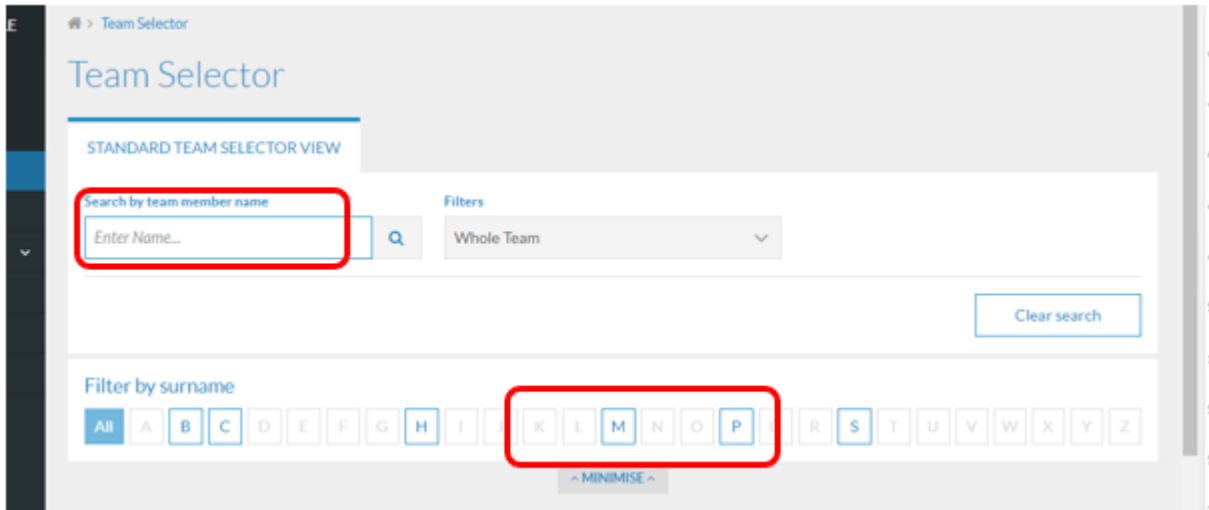 E
> Team Selector
Team Selector
STANDARD TEAM SELECTOR VIEW
Search by team member name Filters
Enter Name... Whole Team
Clear search
Filter by surname
All A B C D E F G H I J K L M N O P Q R S T U V W X Y Z
MINIMISE